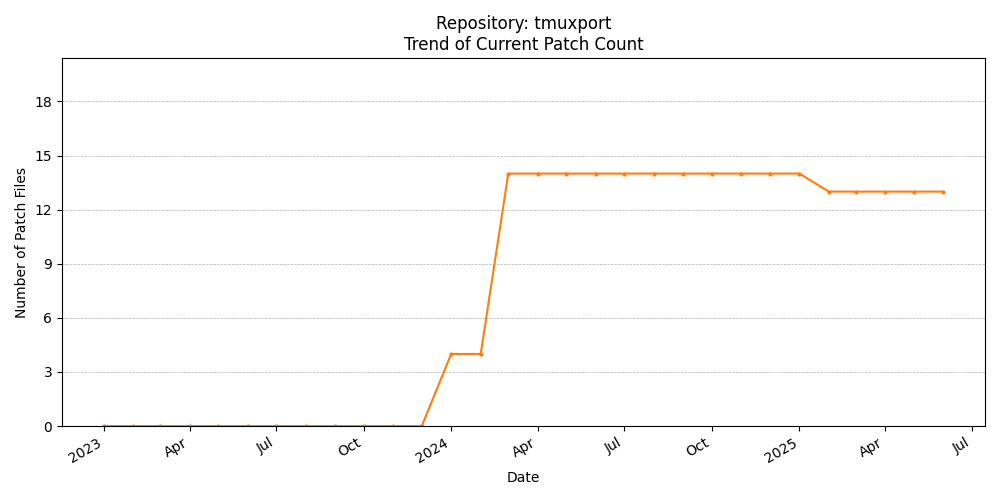 Repository: tmuxport
Trend of Current Patch Count
Number of Patch Files
18
15
12
9
6
3
0
2023
Apr
Jul
Oct
2024
Apr
Jul
Oct
2025
Apr
Jul
Date